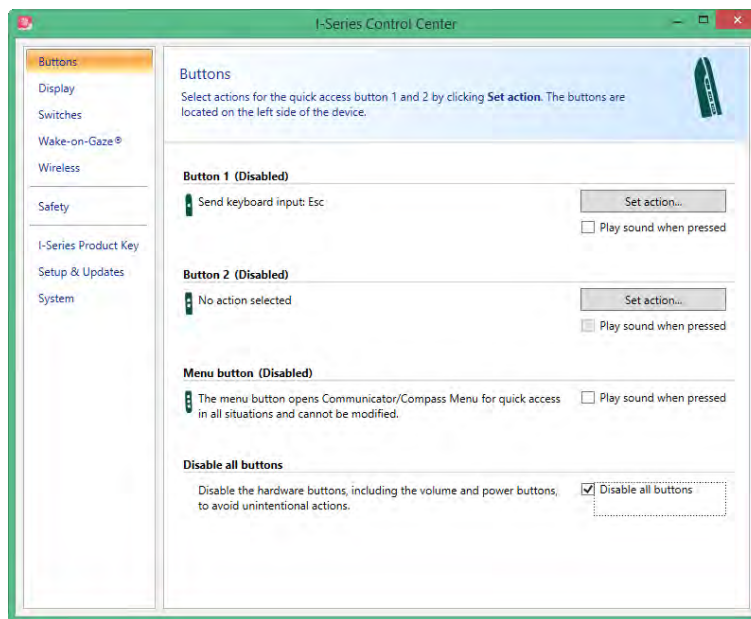 I-Series Control Center
Buttons
Display
Switches
Wake-on-Gaze®
Wireless
Safety
I-Series Product Key
Setup & Updates
System
Buttons
Select actions for the quick access button 1 and 2 by clicking Set action. The buttons are
located on the left side of the device.
Button 1 (Disabled)
Send keyboard input: Esc
Set action...
Play sound when pressed
Button 2 (Disabled)
No action selected
Set action...
Play sound when pressed
Menu button (Disabled)
The menu button opens Communicator/Compass Menu for quick access
in all situations and cannot be modified.
Play sound when pressed
Disable all buttons
Disable the hardware buttons, including the volume and power buttons,
to avoid unintentional actions.
Disable all buttons